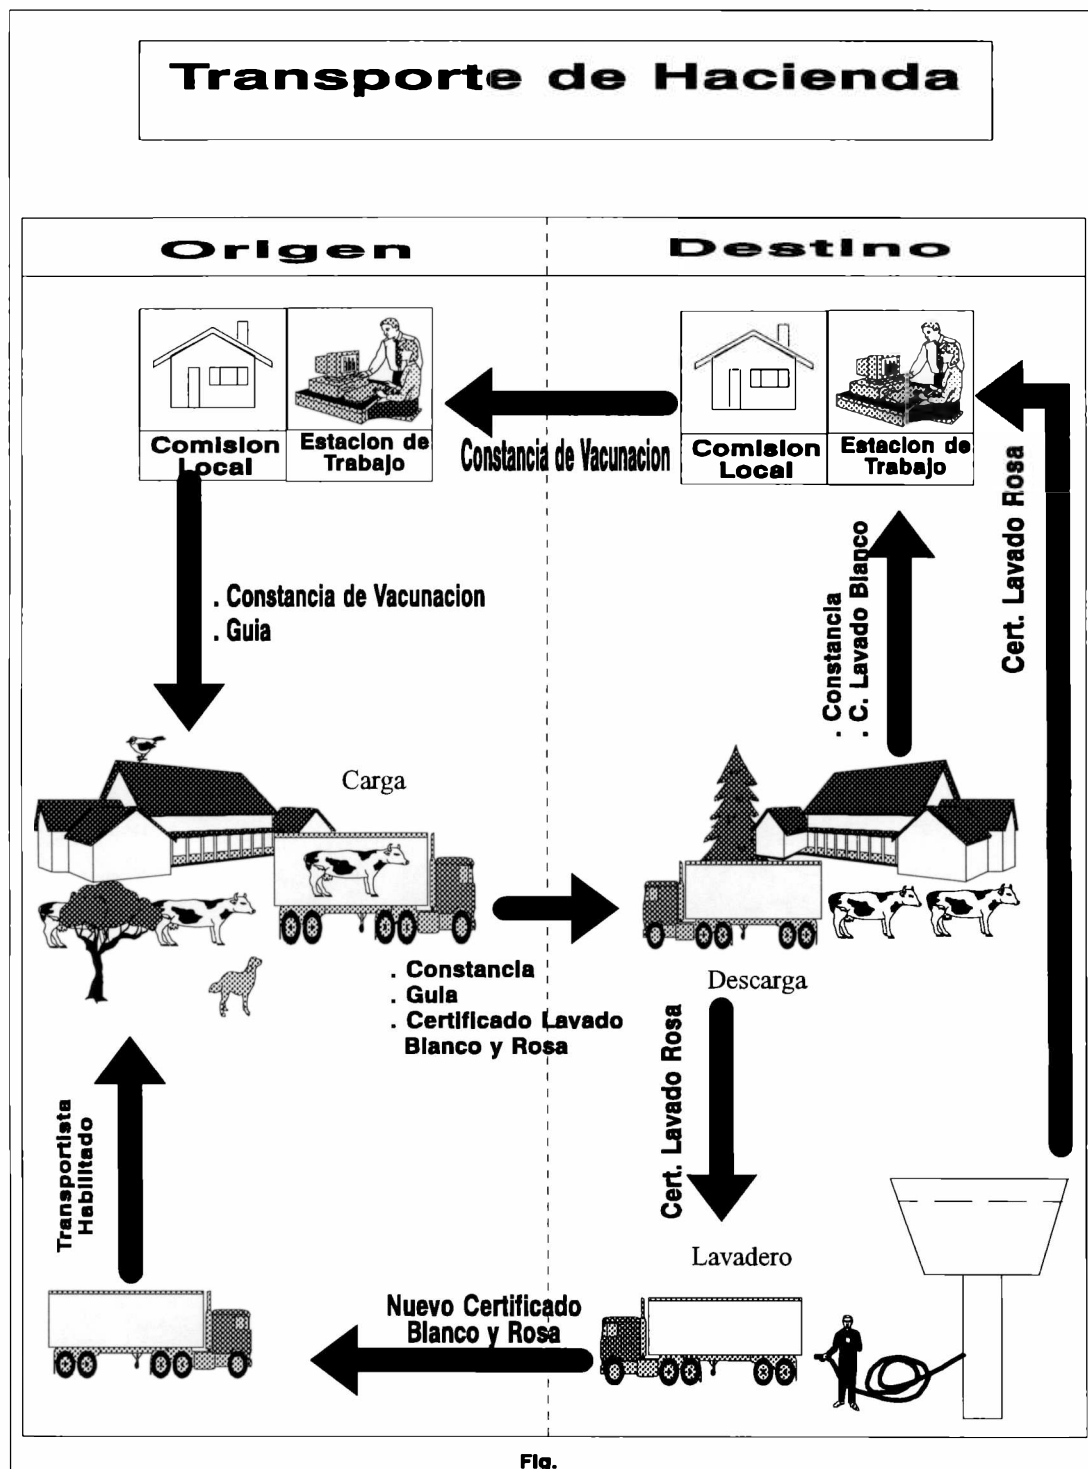 Transporte de Hacienda
Origen
Destino
Comision
Local
Estacion de
Trabajo
Constancia de Vacunacion
Comision
Local
Estacion de
Trabajo
. Constancia de Vacunacion
. Guia
. Constancia
. C. Lavado Blanco
Cert. Lavado Rosa
Carga
. Constancia
. Guia
. Certificado Lavado
Blanco y Rosa
Descarga
Transportista
Habilitado
Cert. Lavado Rosa
Lavadero
Nuevo Certificado
Blanco y Rosa
Fig.